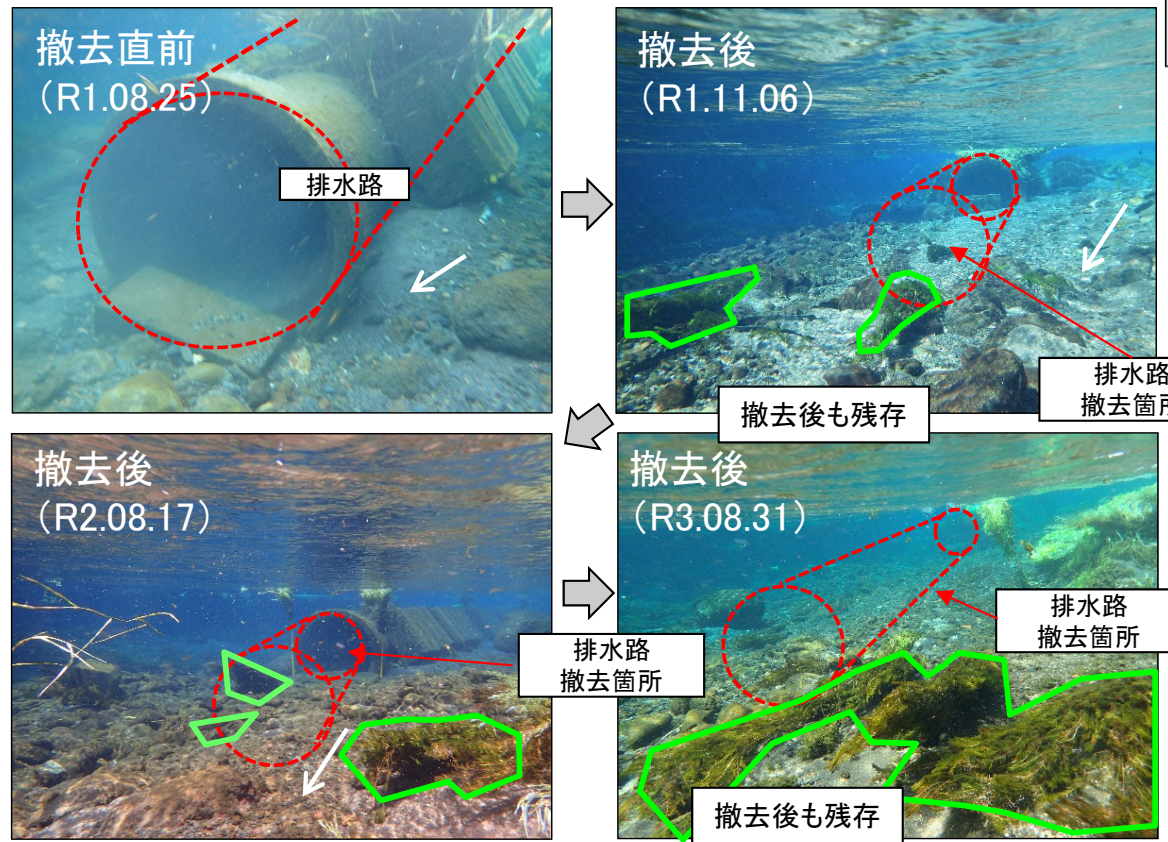 撤去直前
（R1.08.25）
排水路
撤去後
（R1.11.06）
排水路
撤去箇所
撤去後も残存
撤去後
（R2.08.17）
排水路
撤去箇所
撤去後
（R3.08.31）
排水路
撤去箇所
撤去後も残存